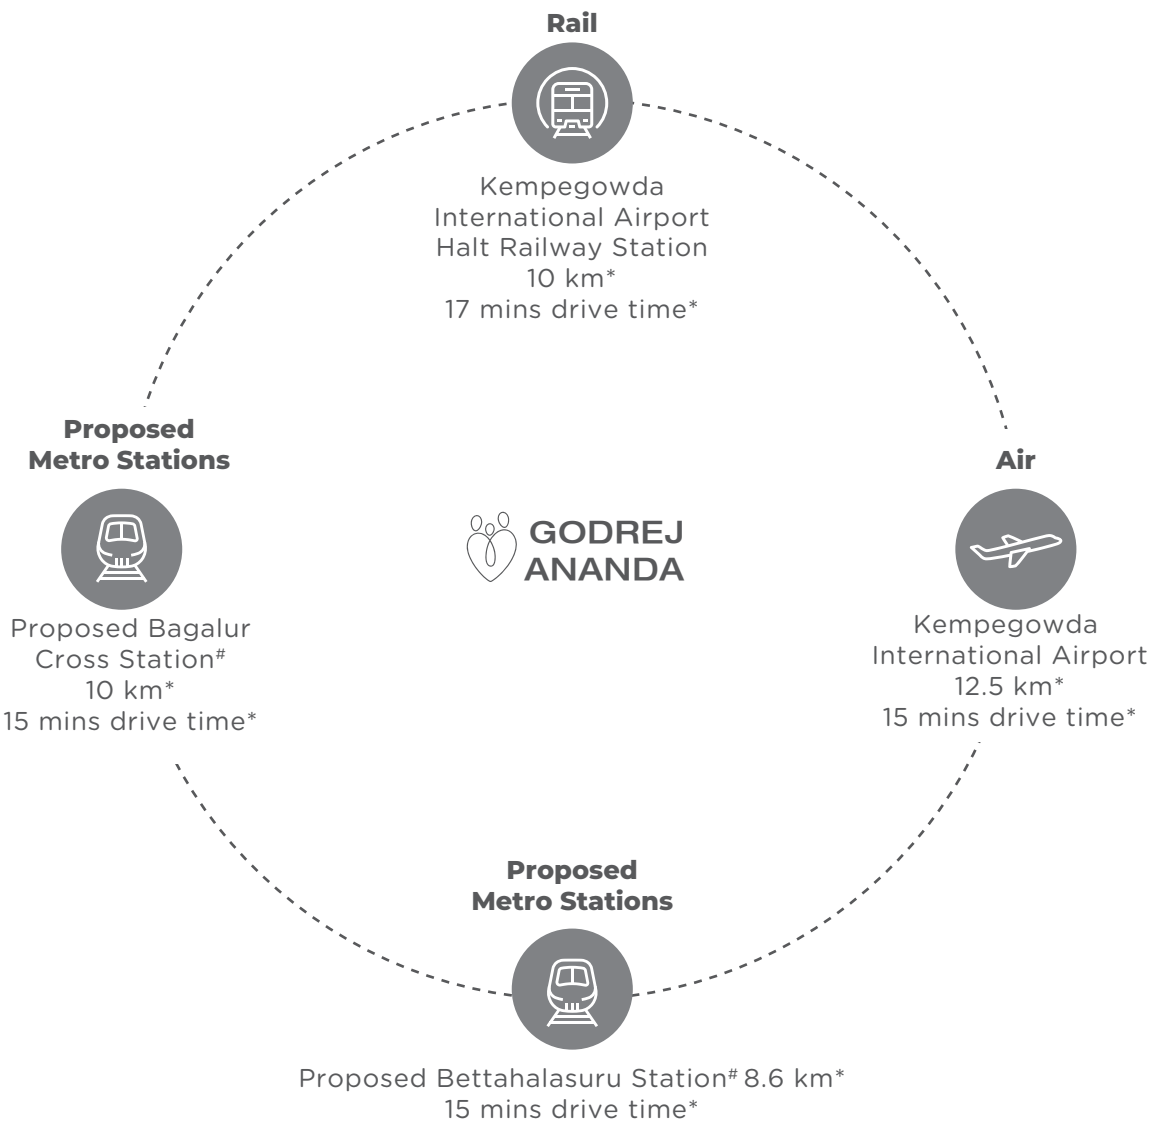 Rail
Kempegowda
International Airport
Halt Railway Station
10 km*
17 mins drive time*
Proposed
Metro Stations
Proposed Bagalur
Cross Station#
10 km*
15 mins drive time*
GODREJ
ANANDA
Air
Kempegowda
International Airport
12.5 km*
15 mins drive time*
Proposed
Metro Stations
Proposed Bettahalasuru Station# 8.6 km*
15 mins drive time*